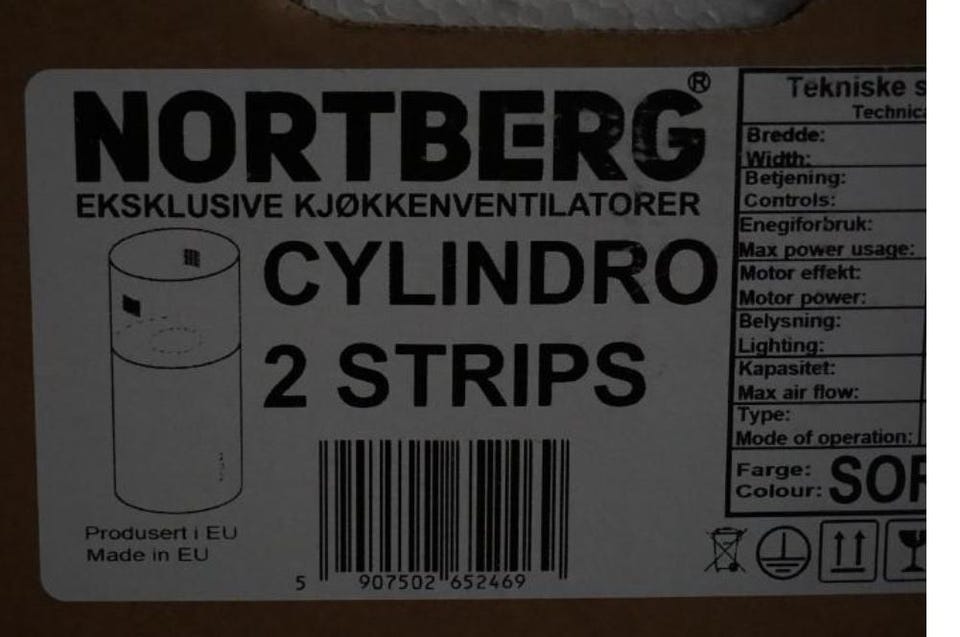 NORTBERG®
EKSKLUSIVE KJØKKENVENTILATORER
CYLINDRO
2 STRIPS
Produsert i EU
Made in EU
5 907502 652469
Tekniske
Bredde:
Width:
Betjening:
Controls:
Enegiforbruk:
Max power usage:
Motor effekt:
Motor power:
Belysning:
Lighting:
Kapasitet:
Max air flow:
Type:
Mode of operation:
Farge:
Colour: